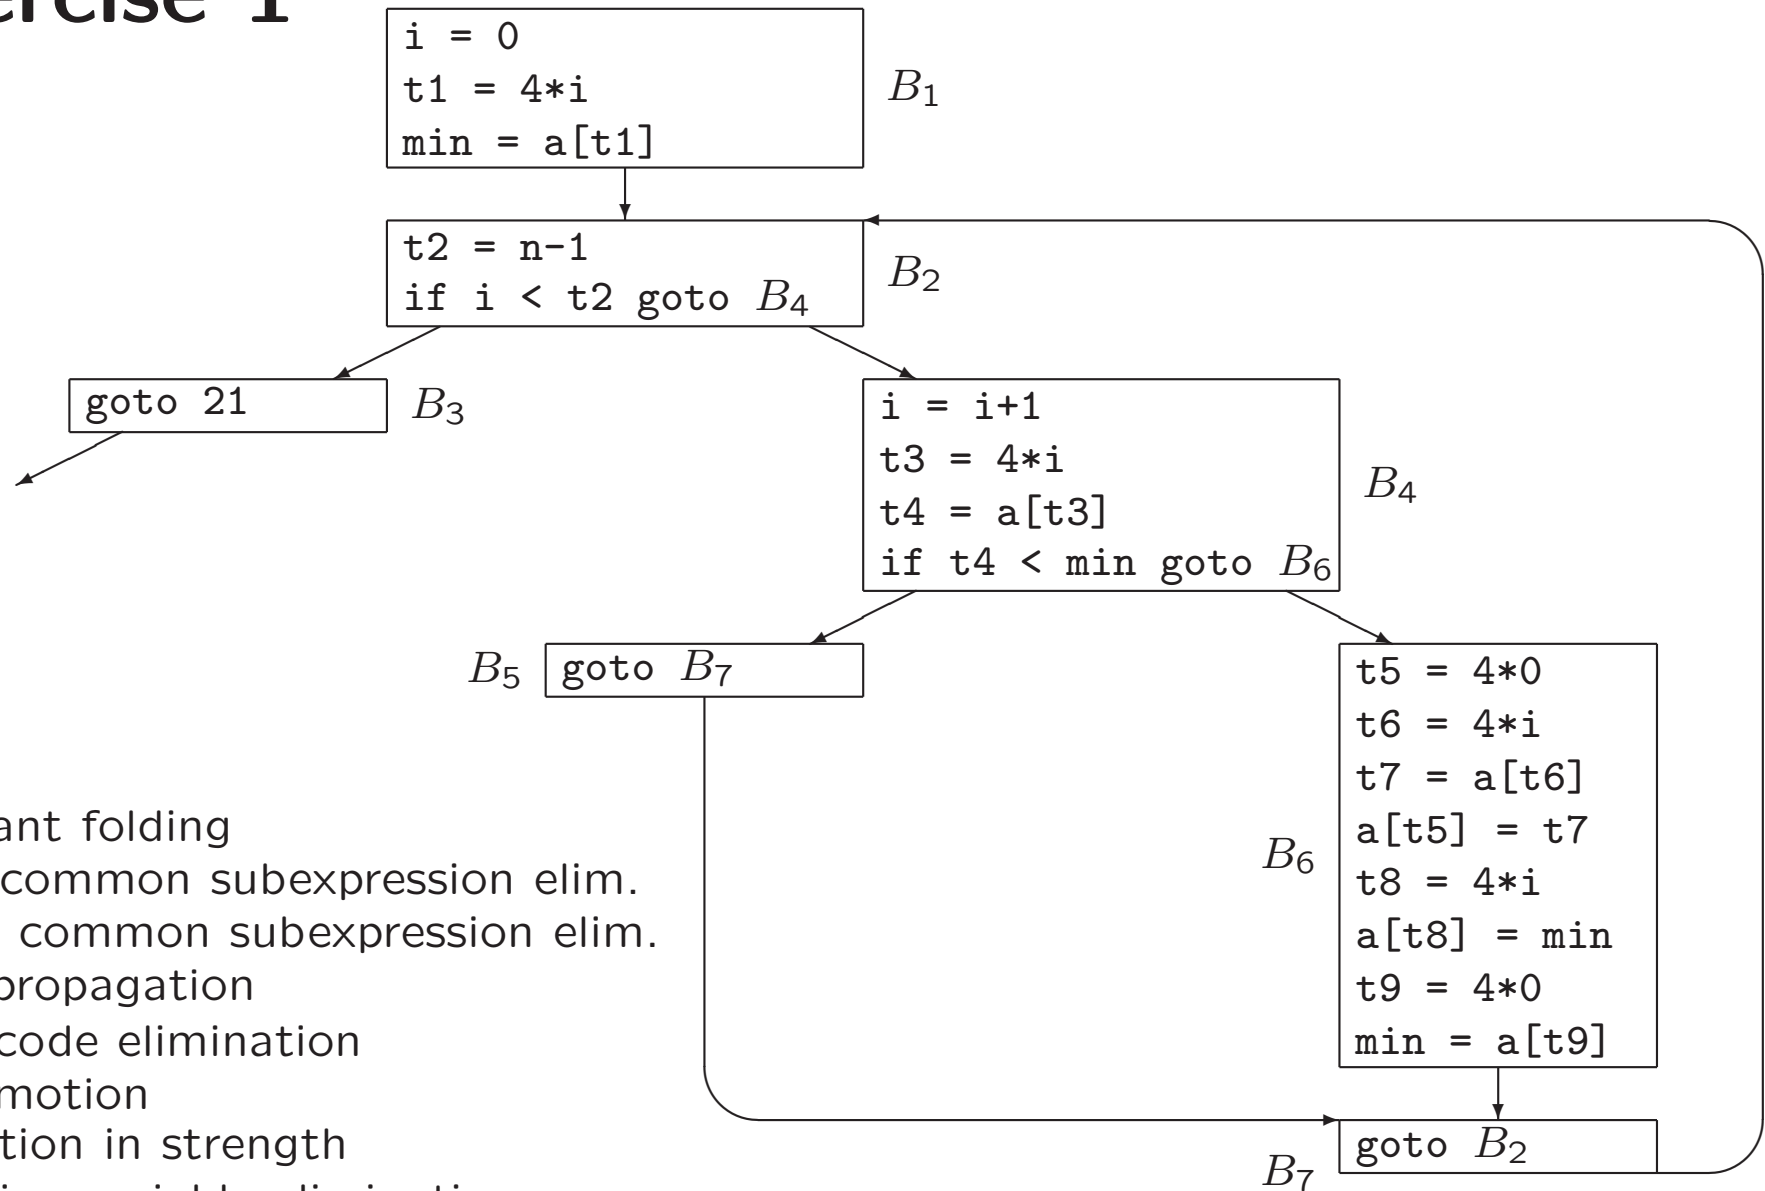 ercise 1
i = 0
t1 = 4*i
min = a[t1]
B1
t2 = n-1
if i < t2 goto B4
B2
goto 21
B3
i = i+1
t3 = 4*i
t4 = a[t3]
if t4 < min goto B6
B4
B5
goto B7
t5 = 4*0
t6 = 4*i
t7 = a[t6]
a[t5] = t7
t8 = 4*i
a[t8] = min
t9 = 4*0
min = a[t9]
B6
goto B2
B7
ant folding
common subexpression elim.
common subexpression elim.
propagation
code elimination
motion
tion in strength